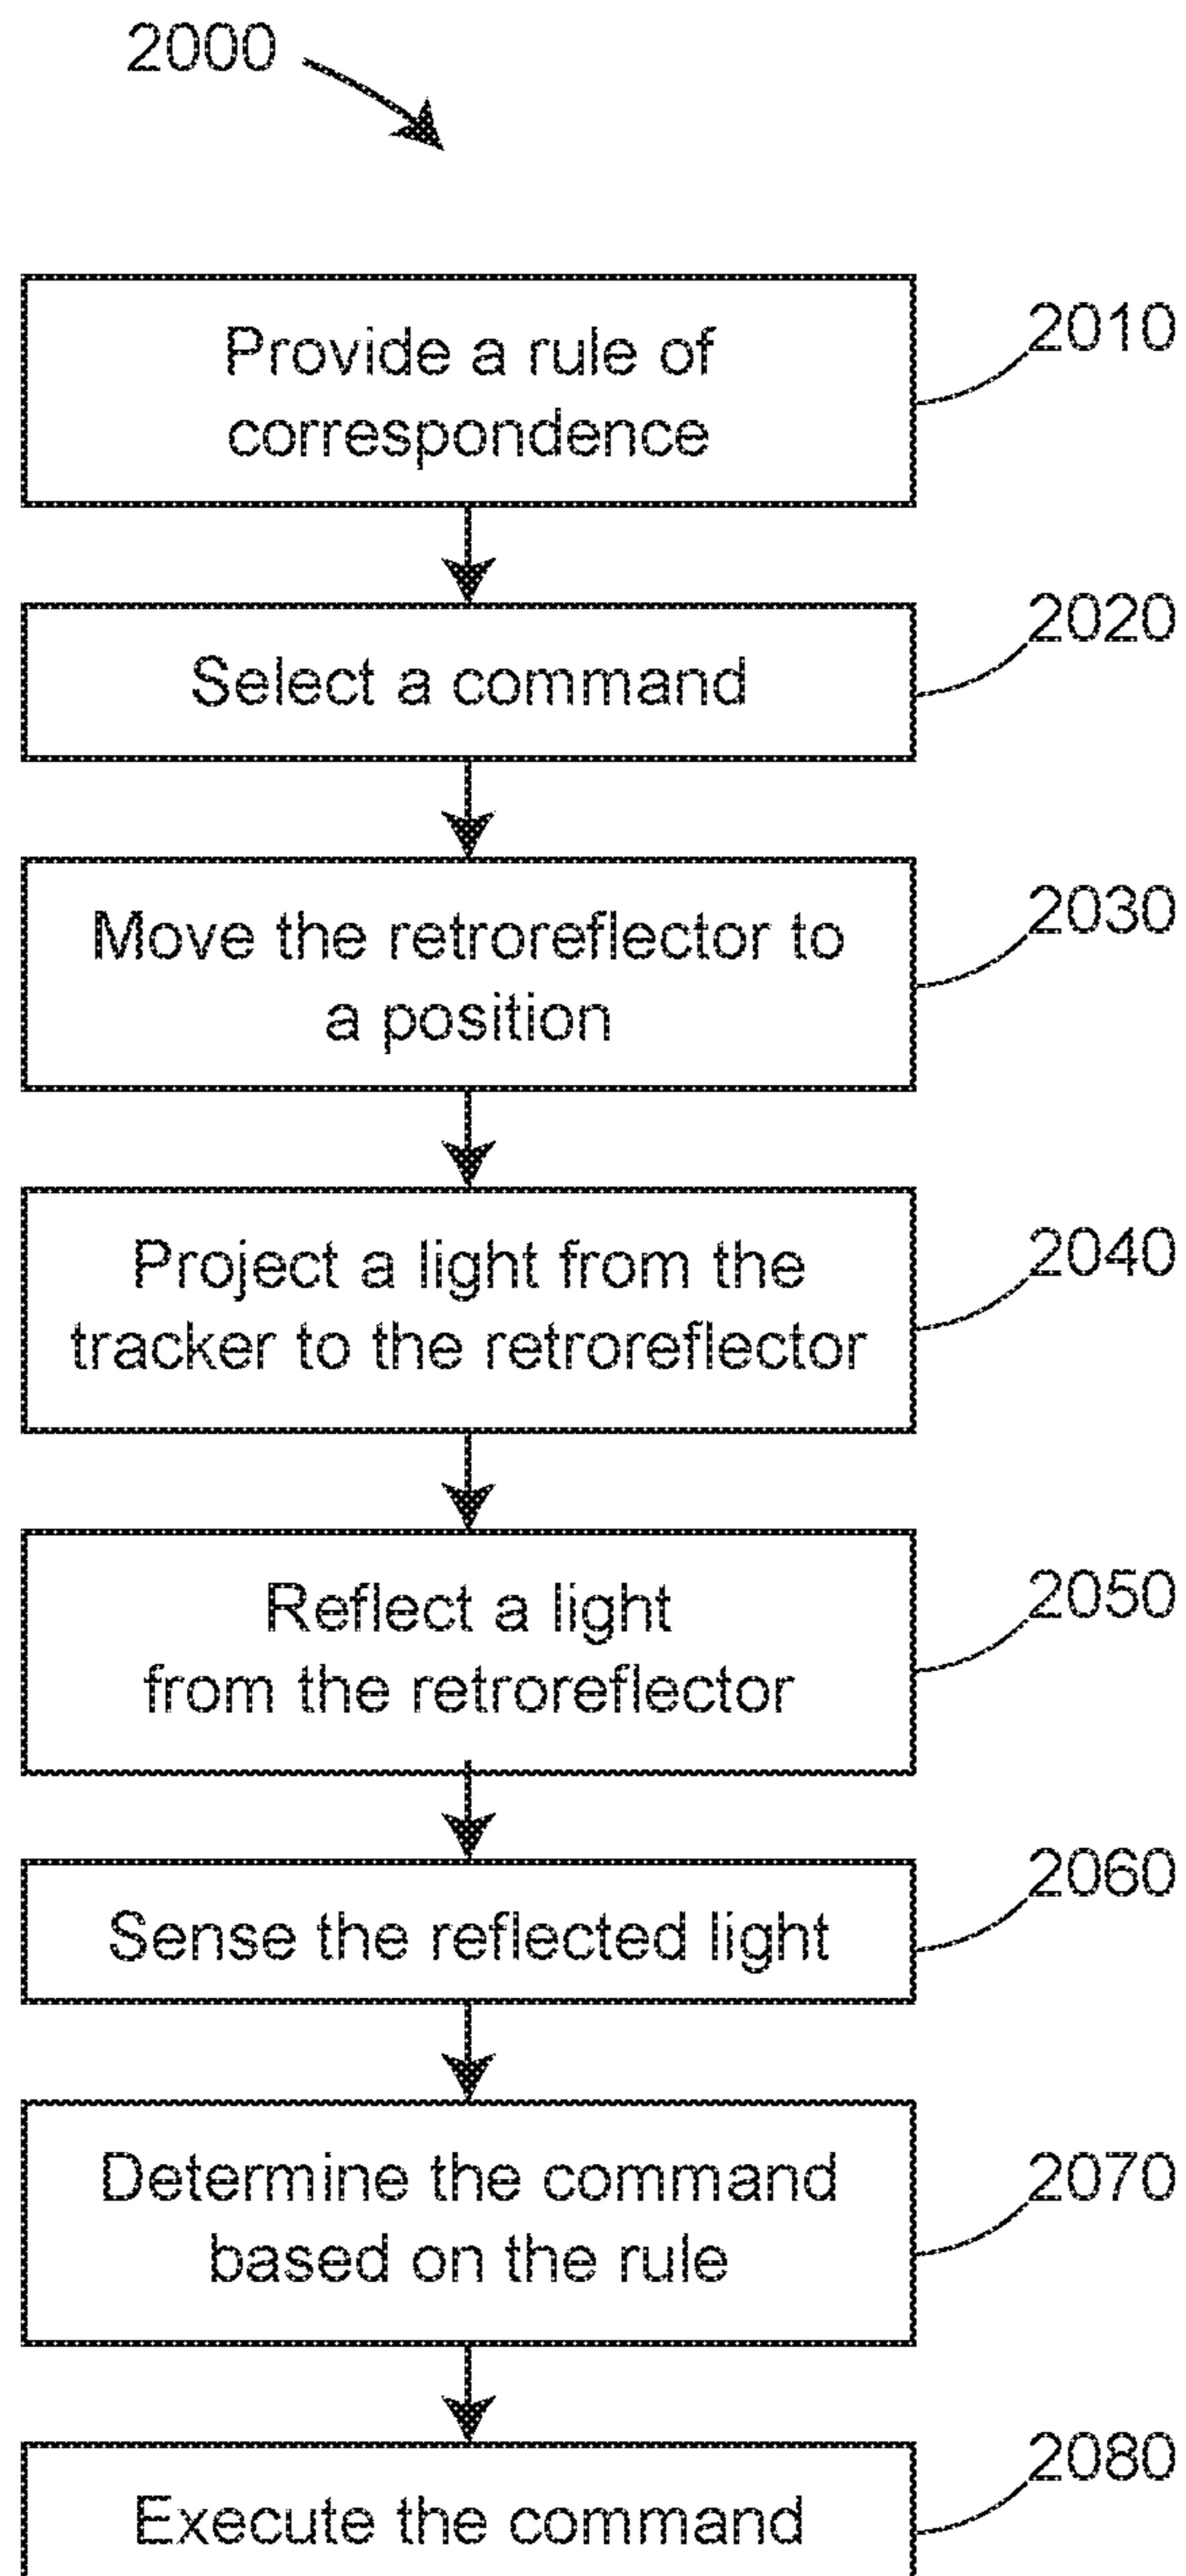 2000
Provide a rule of
correspondence
2010
Select a command
2020
Move the retroreflector to
a position
2030
Project a light from the
tracker to the retroreflector
2040
Reflect a light
from the retroreflector
2050
Sense the reflected light
2060
Determine the command
based on the rule
2070
Execute the command
2080